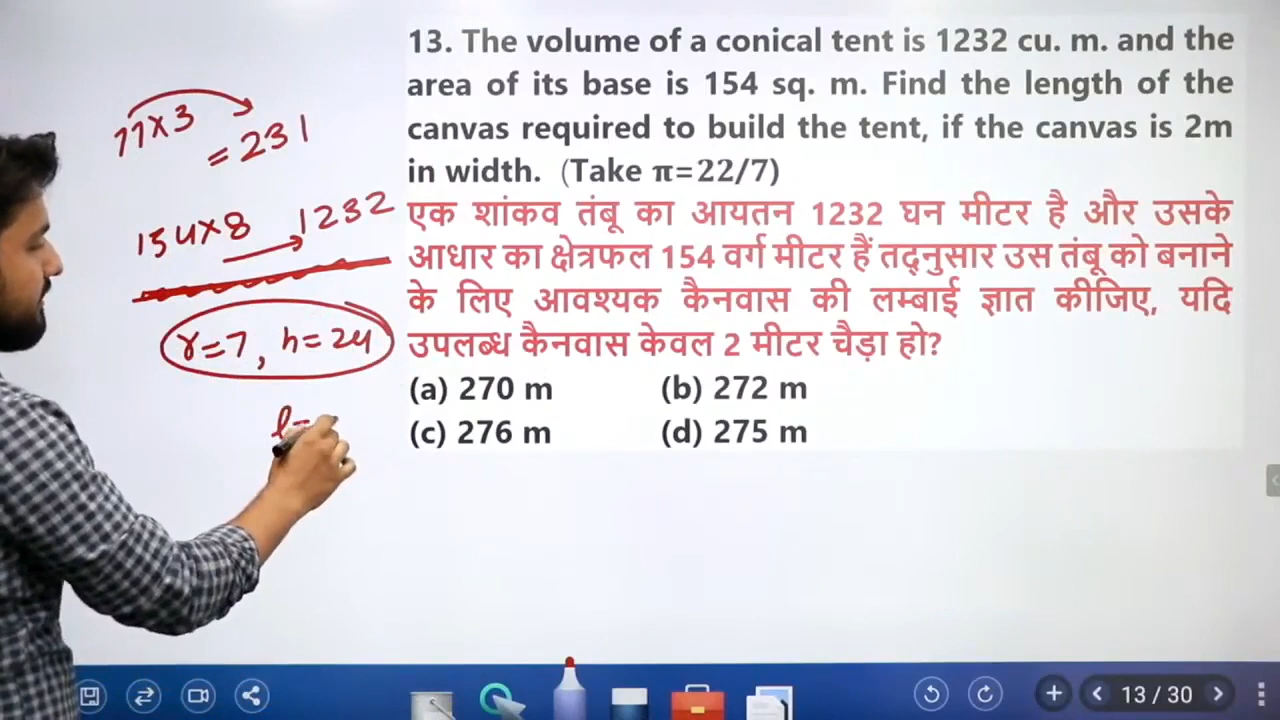 77x3
= 231
154x8 1232
r=7, h=24
l=
13. The volume of a conical tent is 1232 cu. m. and the
area of its base is 154 sq. m. Find the length of the
canvas required to build the tent, if the canvas is 2m
in width. (Take π=22/7)
एक शांकव तंबू का आयतन 1232 घन मीटर है और उसके
आधार का क्षेत्रफल 154 वर्ग मीटर हैं तद्नुसार उस तंबू को बनाने
के लिए आवश्यक कैनवास की लम्बाई ज्ञात कीजिए, यदि
उपलब्ध कैनवास केवल 2 मीटर चैड़ा हो?
(a) 270 m (b) 272 m
(c) 276 m (d) 275 m
13 / 30